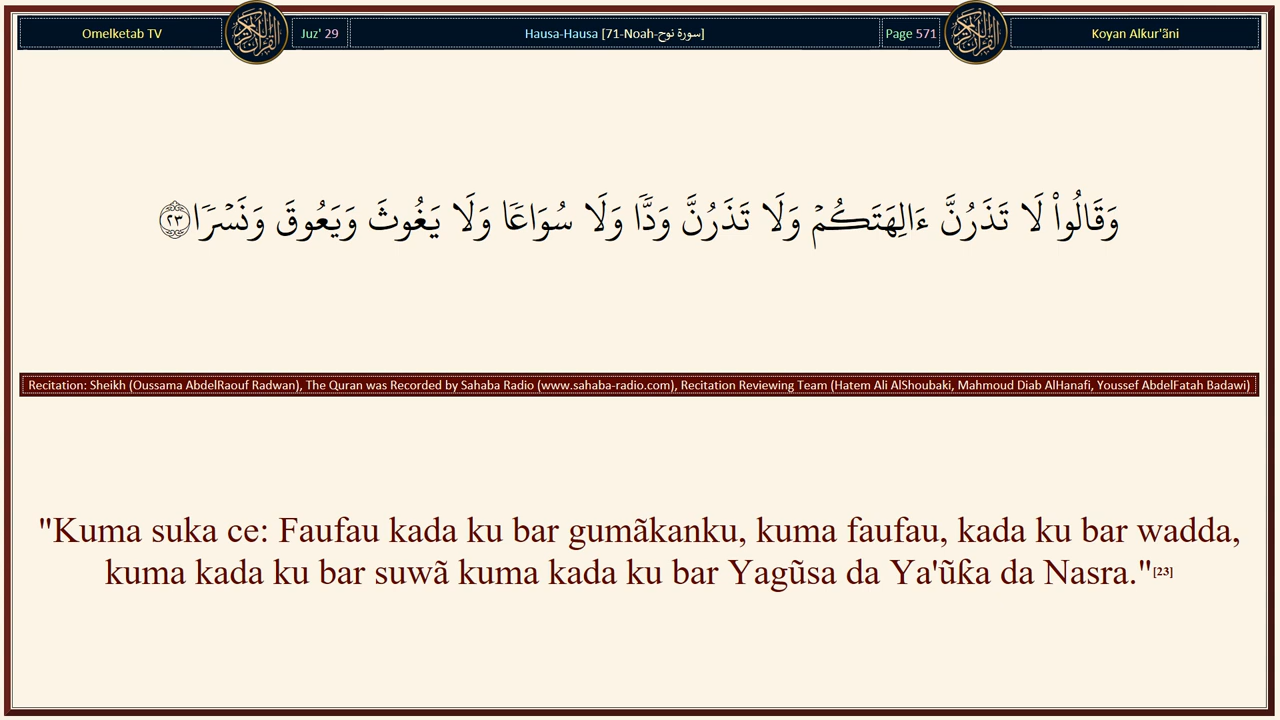 Omelketab TV
Juz' 29
Hausa-Hausa [71-Noah-سورة نوح]
Page 571
Koyan Alƙur'ãni
وَقَالُواْ لَا تَذَرُنَّ ءَالِهَتَكُمۡ وَلَا تَذَرُنَّ وَدّٗا وَلَا سُوَاعٗا وَلَا يَغُوثَ وَيَعُوقَ وَنَسۡرٗا ٢٣
Recitation: Sheikh (Oussama AbdelRaouf Radwan), The Quran was Recorded by Sahaba Radio (www.sahaba-radio.com), Recitation Reviewing Team (Hatem Ali AlShoubaki, Mahmoud Diab AlHanafi, Youssef AbdelFatah Badawi)
"Kuma suka ce: Faufau kada ku bar gumãkanku, kuma faufau, kada ku bar wadda,
kuma kada ku bar suwã kuma kada ku bar Yagũsa da Ya'ũƙa da Nasra."[23]